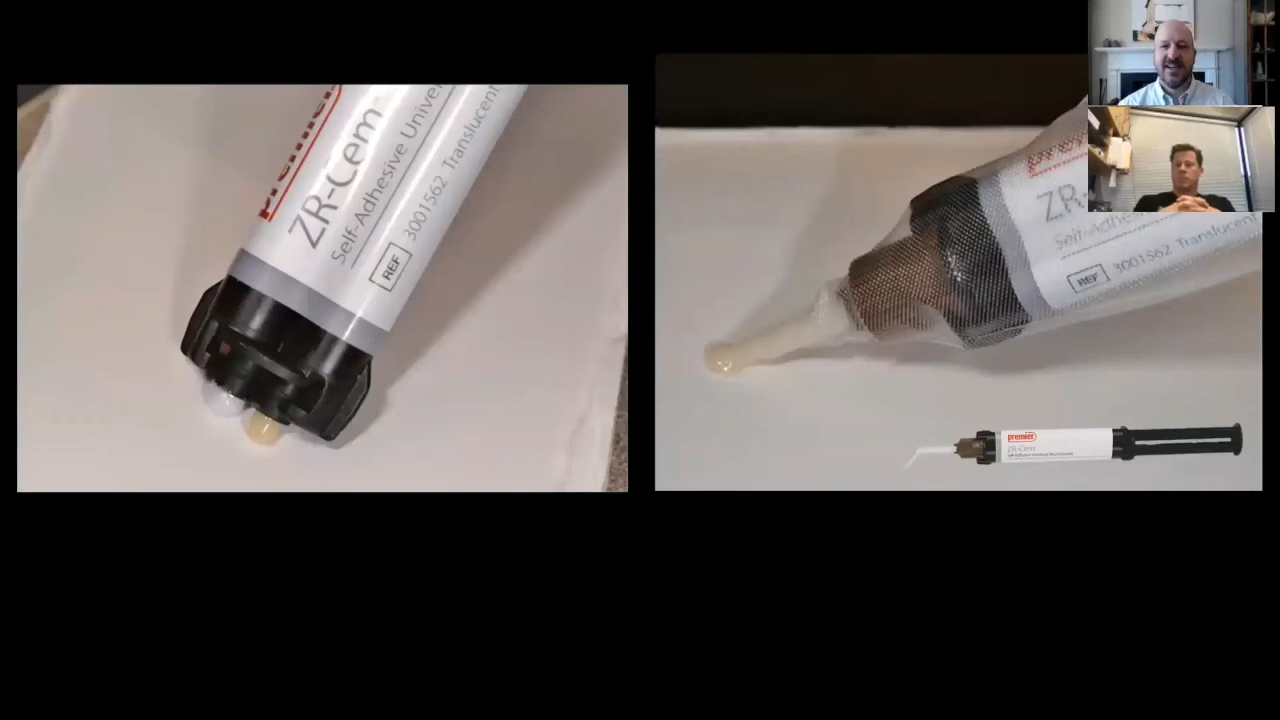 premier
ZR-Cem
Self-Adhesive Univer
REF 3001562 Translucent
ZR
Self-Adhe
REF 3001562 Translucent
premier
ZR-Cem